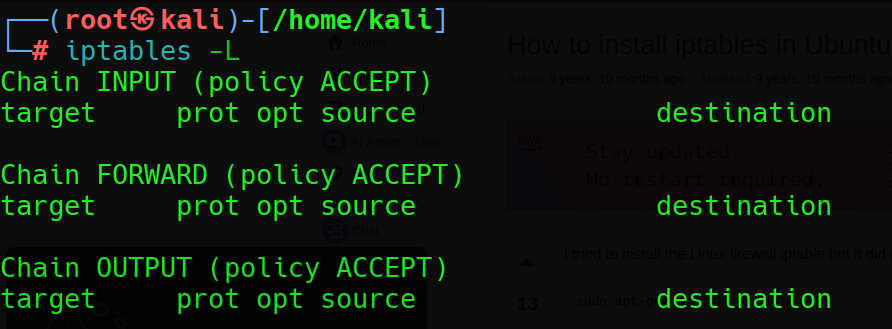 ┌──(root㉿kali)-[/home/kali]
└─# iptables -L
Chain INPUT (policy ACCEPT)
target     prot opt source               destination

Chain FORWARD (policy ACCEPT)
target     prot opt source               destination

Chain OUTPUT (policy ACCEPT)
target     prot opt source               destination
Home
How to install iptables in Ubuntu
Asked 9 years, 10 months ago Modified 9 years, 10 months ago
AI Assist Labs
aws
Stay updated.
No restart required.
Chat
I tried to install the Linux firewall iptable but it did
13
sudo apt-g